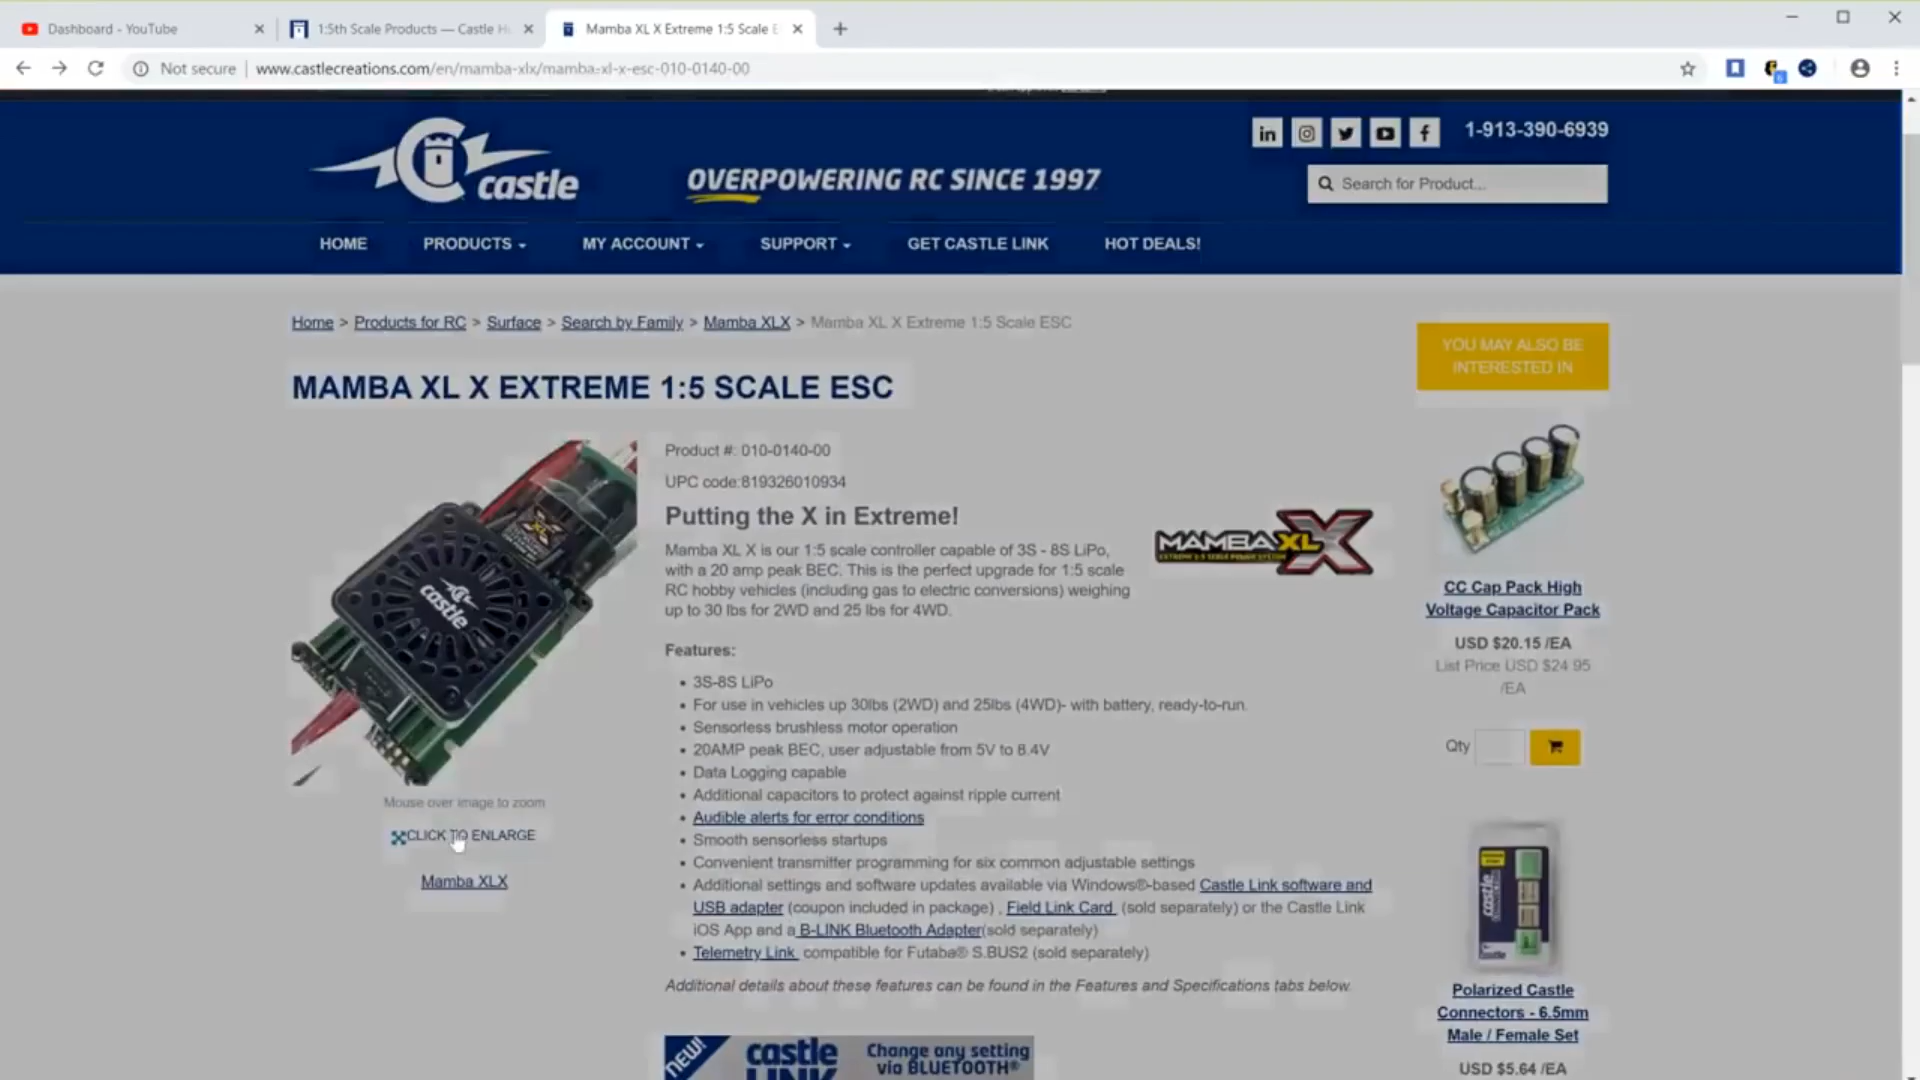 Dashboard - YouTube
1:5th Scale Products — Castle H
Mamba XL X Extreme 1:5 Scale E
Not secure
www.castlecreations.com/en/mamba-xlx/mamba-xl-x-esc-010-0140-00
castle
OVERPOWERING RC SINCE 1997
1-913-390-6939
Search for Product...
HOME
PRODUCTS
MY ACCOUNT
SUPPORT
GET CASTLE LINK
HOT DEALS!
Home > Products for RC > Surface > Search by Family > Mamba XLX > Mamba XL X Extreme 1:5 Scale ESC
MAMBA XL X EXTREME 1:5 SCALE ESC
castle
Mouse over image to zoom
CLICK TO ENLARGE
Mamba XLX
Product #: 010-0140-00
UPC code:819326010934
Putting the X in Extreme!
Mamba XL X is our 1:5 scale controller capable of 3S - 8S LiPo,
with a 20 amp peak BEC. This is the perfect upgrade for 1:5 scale
RC hobby vehicles (including gas to electric conversions) weighing
up to 30 lbs for 2WD and 25 lbs for 4WD.
MAMBA XL X
EXTREME 1:5 SCALE POWER SYSTEM
Features:
3S-8S LiPo
For use in vehicles up 30lbs (2WD) and 25lbs (4WD)- with battery, ready-to-run.
Sensorless brushless motor operation
20AMP peak BEC, user adjustable from 5V to 8.4V
Data Logging capable
Additional capacitors to protect against ripple current
Audible alerts for error conditions
Smooth sensorless startups
Convenient transmitter programming for six common adjustable settings
Additional settings and software updates available via Windows®-based Castle Link software and
USB adapter (coupon included in package) , Field Link Card (sold separately) or the Castle Link
iOS App and a B-LINK Bluetooth Adapter(sold separately)
Telemetry Link compatible for Futaba® S.BUS2 (sold separately)
Additional details about these features can be found in the Features and Specifications tabs below.
NEW!
castle
LINK
Change any setting
via BLUETOOTH®
YOU MAY ALSO BE
INTERESTED IN
CC Cap Pack High
Voltage Capacitor Pack
USD $20.15 /EA
List Price USD $24.95
/EA
Qty
castle
Polarized Castle
Connectors - 6.5mm
Male / Female Set
USD $5.64 /EA